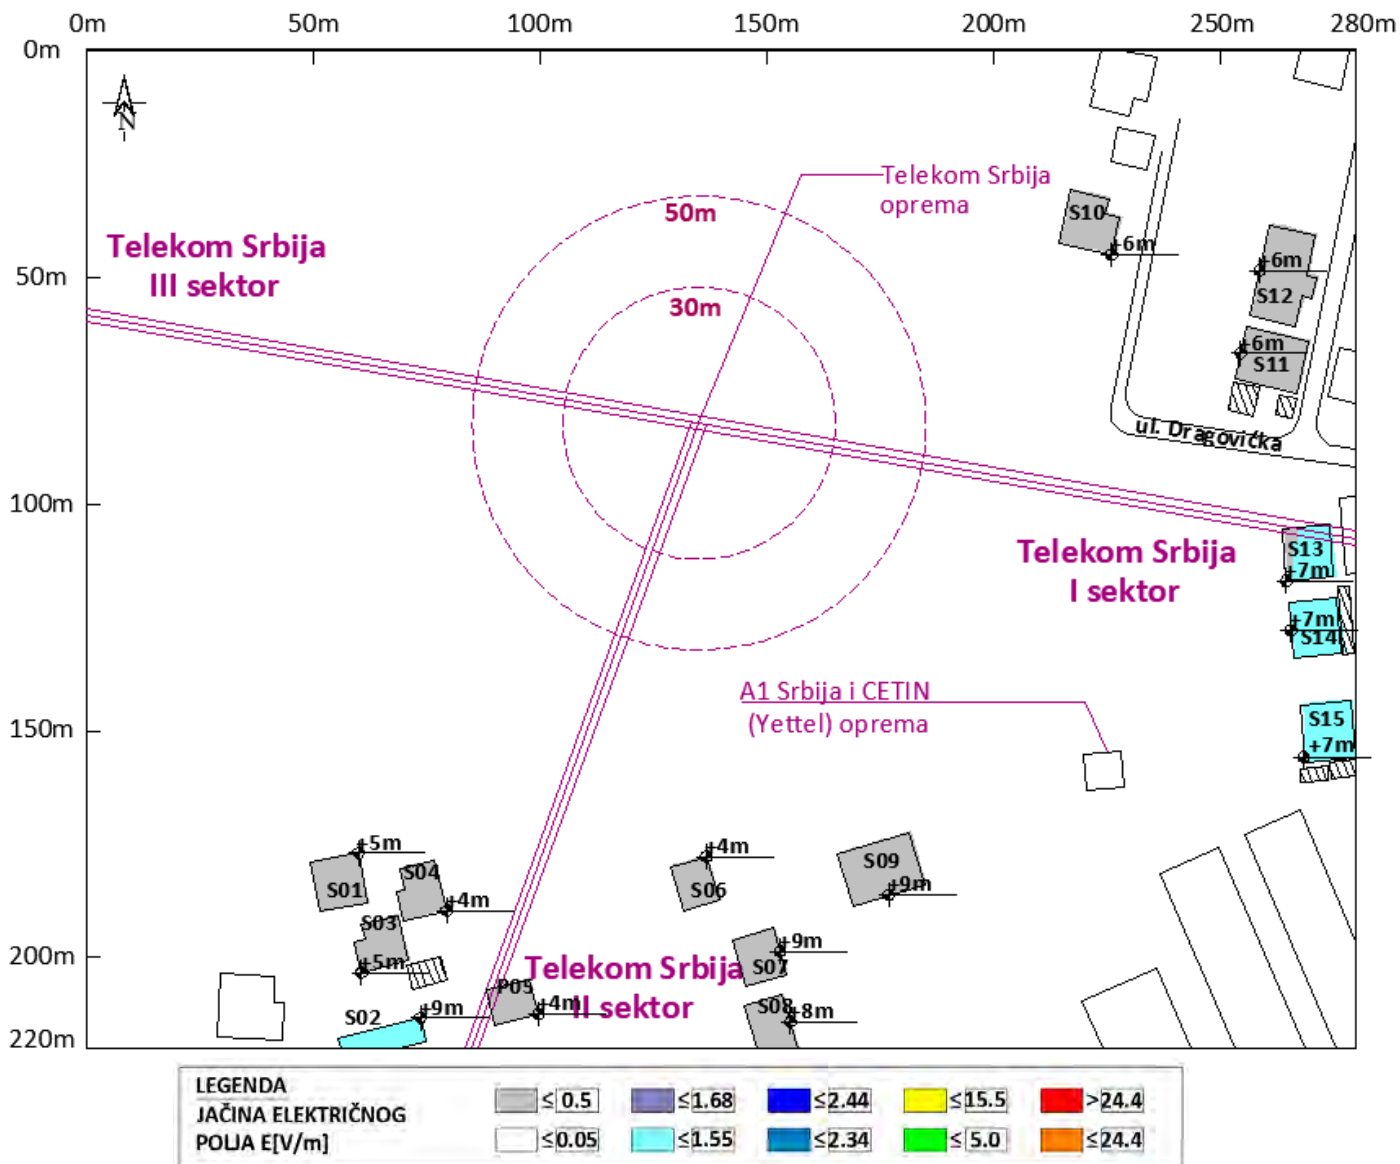 0m 50m 100m 150m 200m 250m 280m
0m
N
Telekom Srbija
oprema
50m
S10
+6m
Telekom Srbija
III sektor
50m
30m
+6m
S12
+6m
S11
ul. Dragovićka
100m
Telekom Srbija
I sektor
S13
+7m
+7m
S14
A1 Srbija i CETIN
(Yettel) oprema
150m
S15
+7m
+5m
S01
S04
+4m
S03
+5m
+4m
S06
S09
+9m
200m
+9m
S07
Telekom Srbija
II sektor
P05
+4m
S08
+8m
S02
+9m
220m
LEGENDA
JAČINA ELEKTRIČNOG
POLJA E[V/m]
≤ 0.5 ≤1.68 ≤2.44 ≤15.5 >24.4
≤0.05 ≤1.55 ≤2.34 ≤ 5.0 ≤24.4